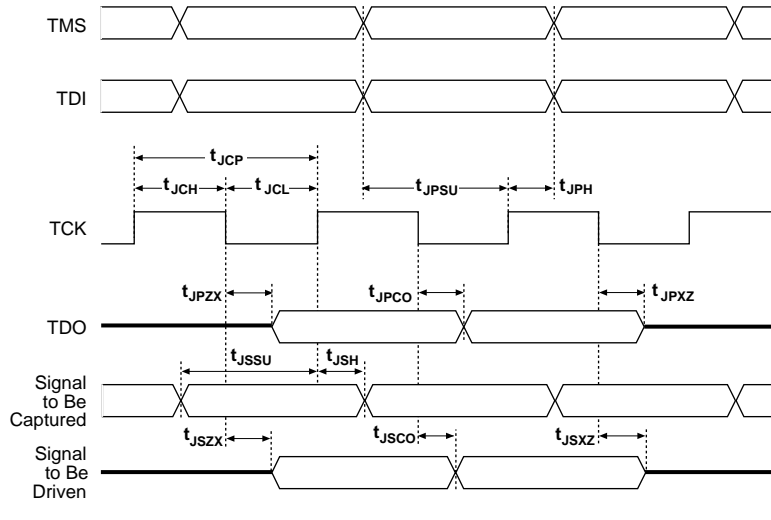 TMS
TDI
tJCP
tJCH
tJCL
tJPSU
tJPH
TCK
tJPZX
tJPCO
tJPXZ
TDO
tJSSU
tJSH
Signal
to Be
Captured
tJSZX
tJSCO
tJSXZ
Signal
to Be
Driven